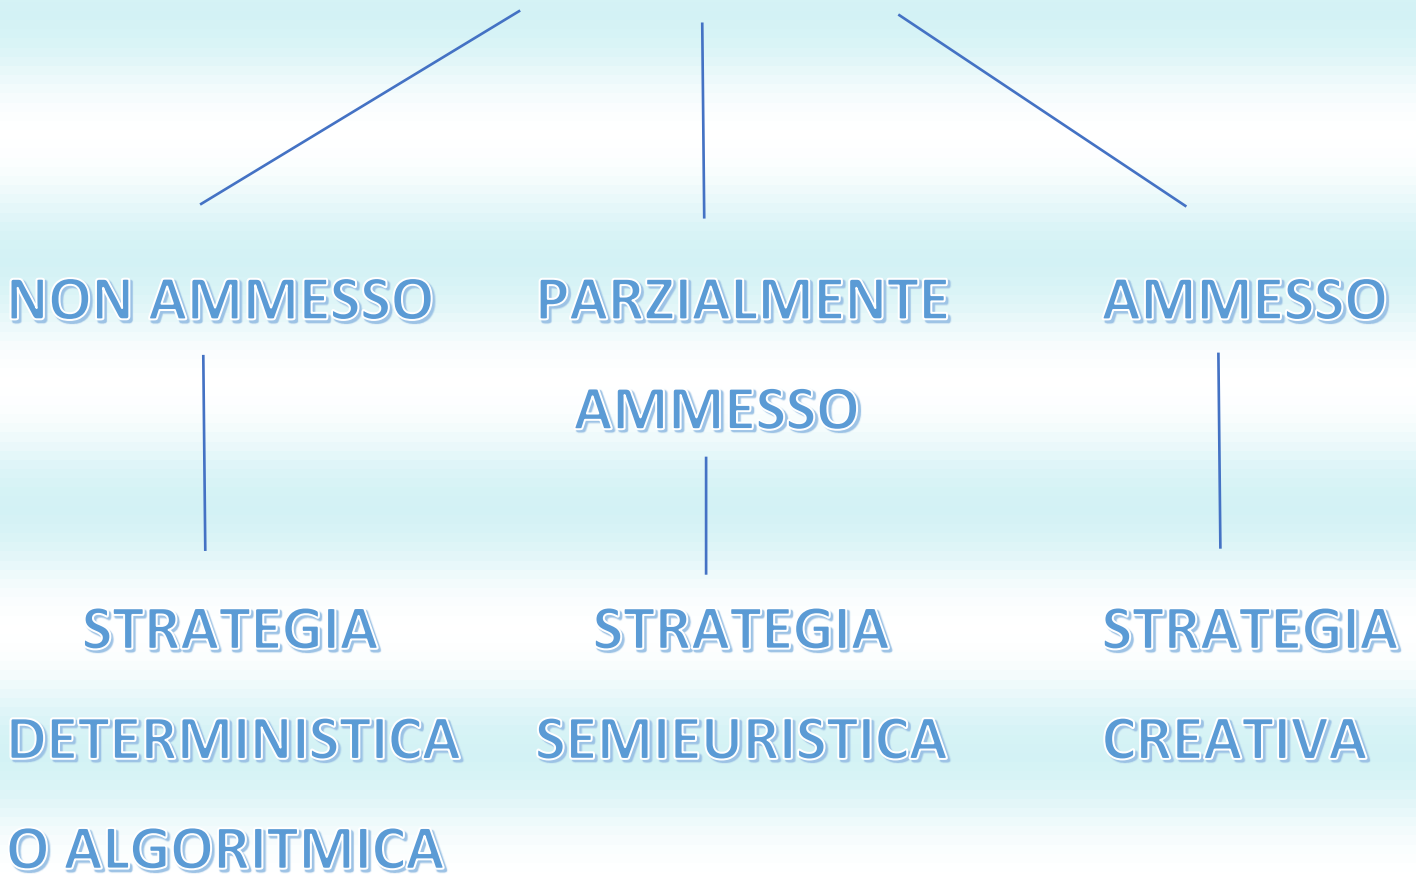 NON AMMESSO PARZIALMENTE AMMESSO
AMMESSO
STRATEGIA STRATEGIA STRATEGIA
DETERMINISTICA SEMIEURISTICA CREATIVA
O ALGORITMICA